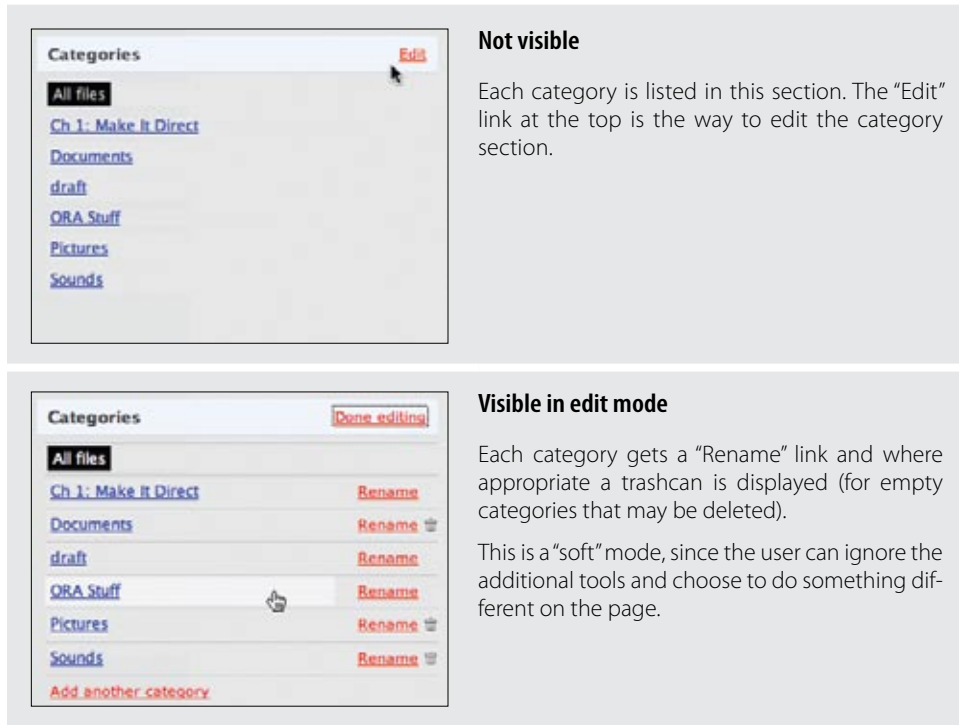 Categories Edit
All files
Ch 1: Make It Direct
Documents
draft
ORA Stuff
Pictures
Sounds
Not visible
Each category is listed in this section. The “Edit”
link at the top is the way to edit the category
section.
Categories Done editing
All files
Ch 1: Make It Direct Rename
Documents Rename
draft Rename
ORA Stuff Rename
Pictures Rename
Sounds Rename
Add another category
Visible in edit mode
Each category gets a “Rename” link and where
appropriate a trashcan is displayed (for empty
categories that may be deleted).
This is a “soft” mode, since the user can ignore the
additional tools and choose to do something dif-
ferent on the page.